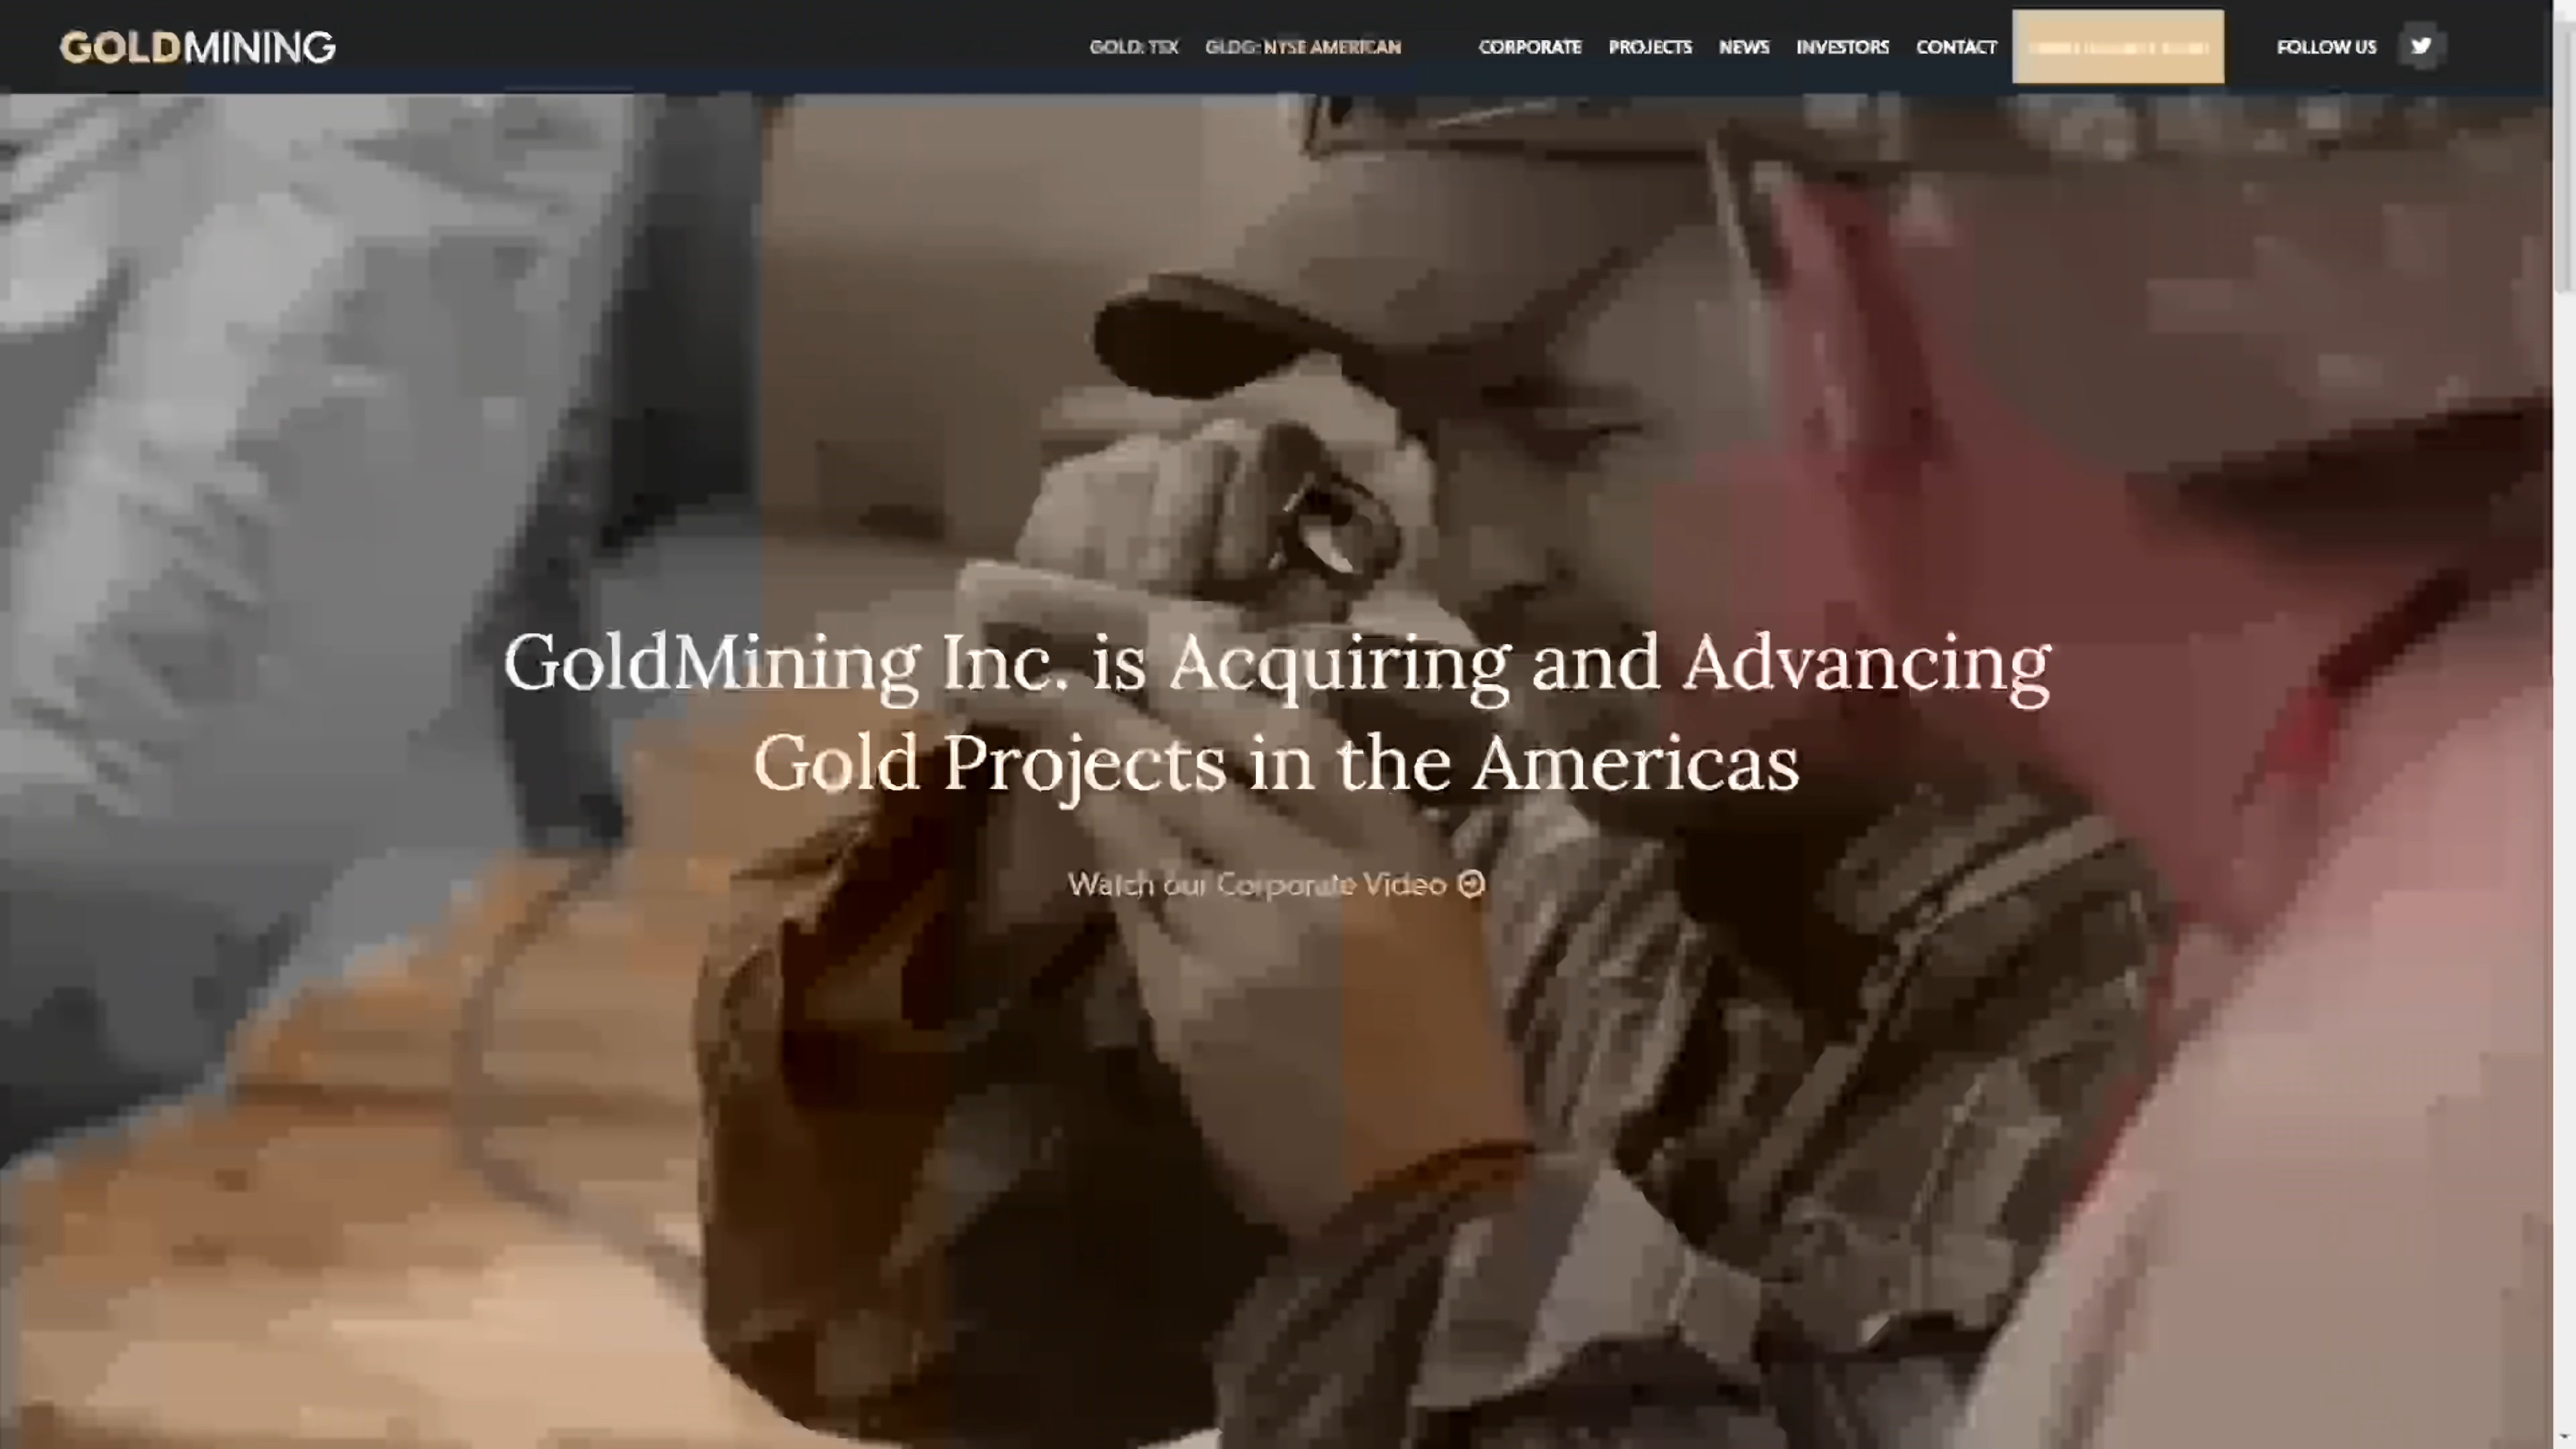 GOLDMINING
GOLD: TSX GLDG: NYSE AMERICAN CORPORATE PROJECTS NEWS INVESTORS CONTACT FOLLOW US
GoldMining Inc. is Acquiring and Advancing
Gold Projects in the Americas
Watch our Corporate Video